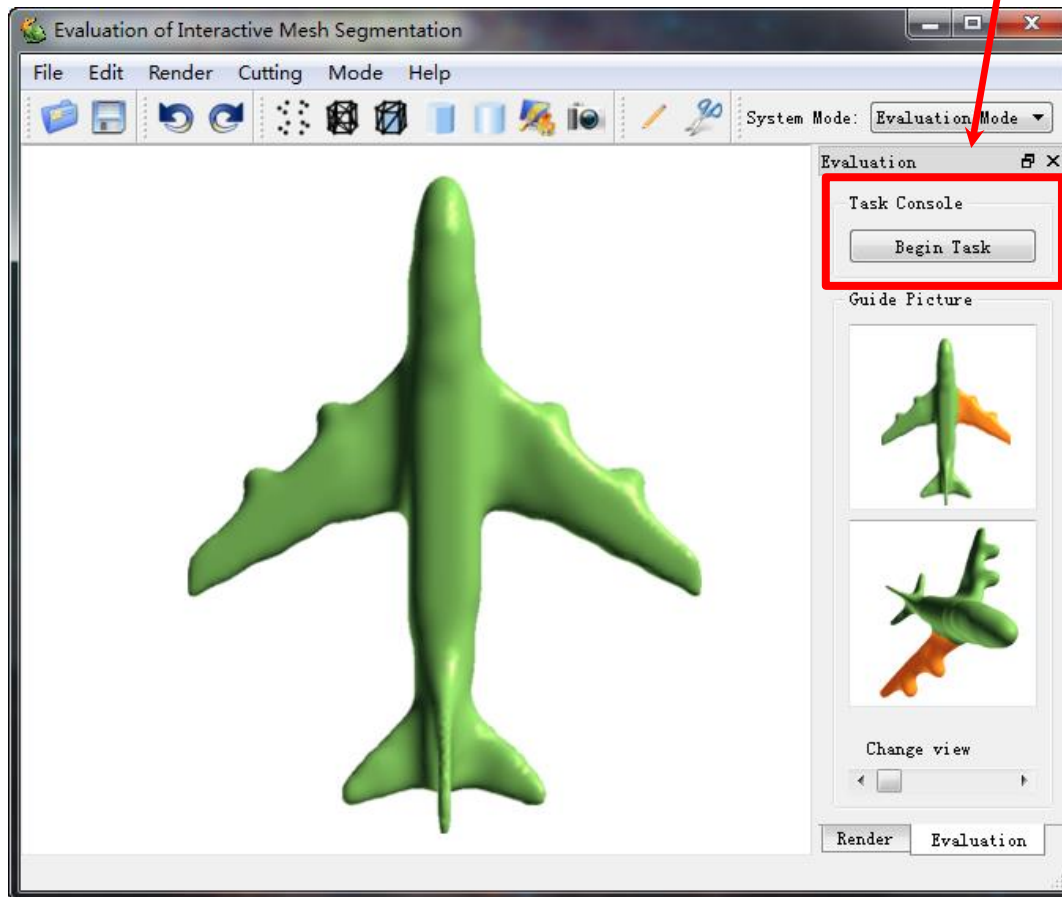 Evaluation of Interactive Mesh Segmentation
File Edit Render Cutting Mode Help
System Mode: Evaluation Mode
Evaluation
Task Console
Begin Task
Guide Picture
Change view
Render Evaluation